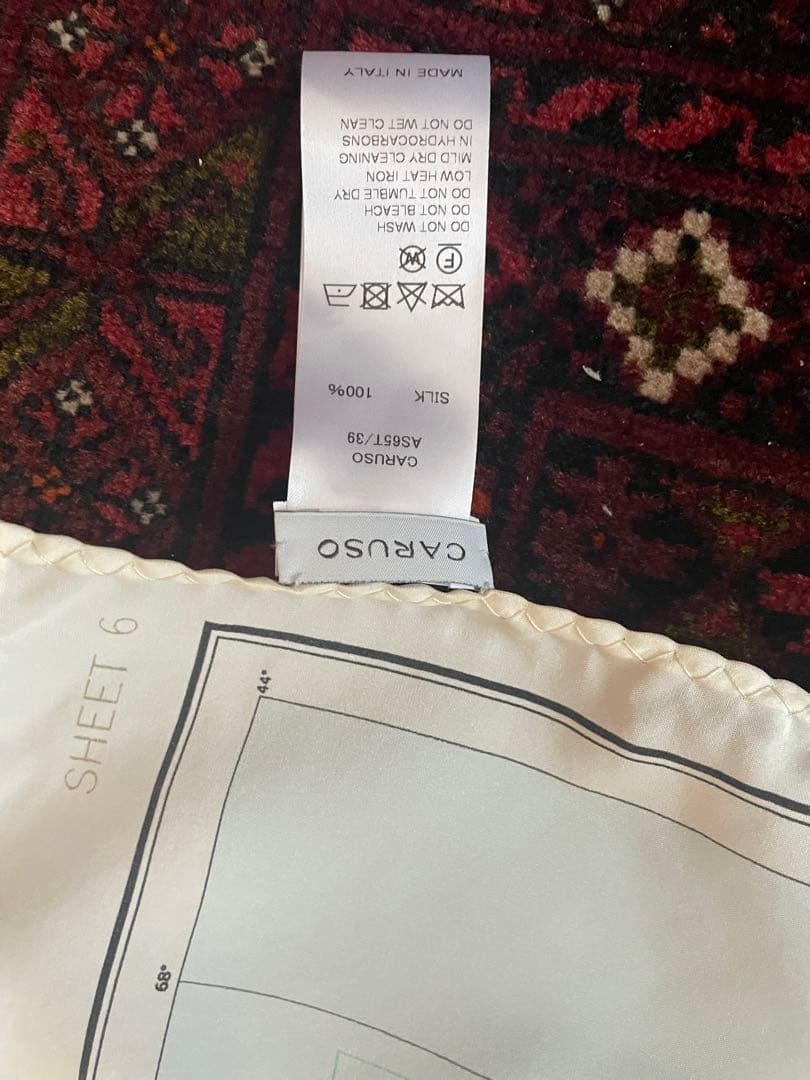 CARUSO
CARUSO
AS65T/39
SILK 100%
DO NOT WASH
DO NOT BLEACH
DO NOT TUMBLE DRY
LOW HEAT IRON
MILD DRY CLEANING
IN HYDROCARBONS
DO NOT WET CLEAN
MADE IN ITALY
SHEET 6
44°
68°